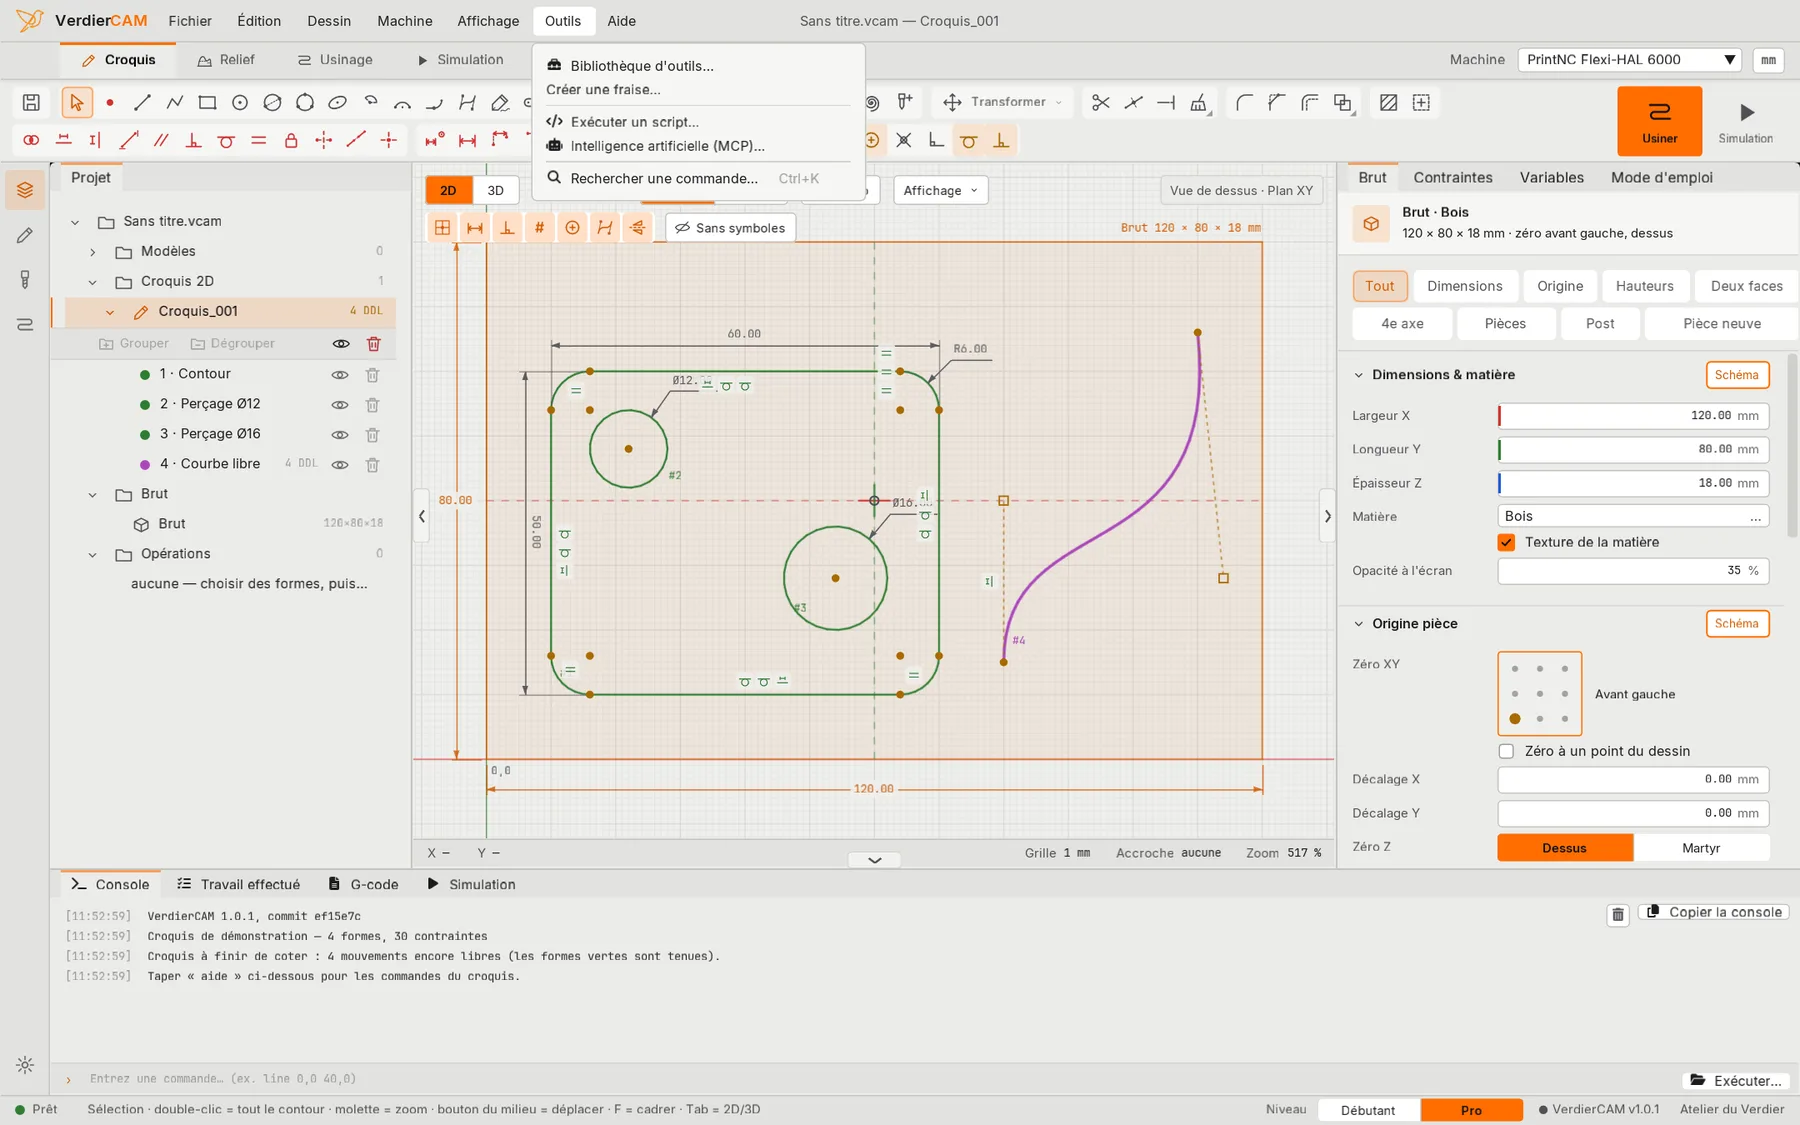 VerdierCAM Fichier Édition Dessin Machine Affichage Outils Aide Sans titre.vcam — Croquis_001
Croquis Relief Usinage Simulation Machine PrintNC Flexi-HAL 6000 mm
Bibliothèque d'outils...
Créer une fraise...
Exécuter un script...
Intelligence artificielle (MCP)...
Rechercher une commande... Ctrl+K
Transformer
Usiner Simulation
Projet
2D 3D Affichage Vue de dessus · Plan XY
Sans symboles
Brut 120 × 80 × 18 mm
Sans titre.vcam
Modèles 0
Croquis 2D 1
Croquis_001 4 DDL
Grouper Dégrouper
1 · Contour
2 · Perçage Ø12
3 · Perçage Ø16
4 · Courbe libre 4 DDL
Brut
Brut 120×80×18
Opérations 0
aucune — choisir des formes, puis...
60.00
R6.00
#2
80.00
50.00
#3
#4
0,0
120.00
X — Y — Grille 1 mm Accroche aucune Zoom 517 %
Brut Contraintes Variables Mode d'emploi
Brut · Bois
120 × 80 × 18 mm · zéro avant gauche, dessus
Tout Dimensions Origine Hauteurs Deux faces
4e axe Pièces Post Pièce neuve
Dimensions & matière Schéma
Largeur X 120.00 mm
Longueur Y 80.00 mm
Épaisseur Z 18.00 mm
Matière Bois ...
Texture de la matière
Opacité à l'écran 35 %
Origine pièce Schéma
Zéro XY Avant gauche
Zéro à un point du dessin
Décalage X 0.00 mm
Décalage Y 0.00 mm
Zéro Z Dessus Martyr
Console Travail effectué G-code Simulation
Copier la console
[11:52:59] VerdierCAM 1.0.1, commit ef15e7c
[11:52:59] Croquis de démonstration — 4 formes, 30 contraintes
[11:52:59] Croquis à finir de coter : 4 mouvements encore libres (les formes vertes sont tenues).
[11:52:59] Taper « aide » ci-dessous pour les commandes du croquis.
Entrez une commande… (ex. line 0,0 40,0)
Exécuter...
Prêt Sélection · double-clic = tout le contour · molette = zoom · bouton du milieu = déplacer · F = cadrer · Tab = 2D/3D
Niveau Débutant Pro VerdierCAM v1.0.1 Atelier du Verdier